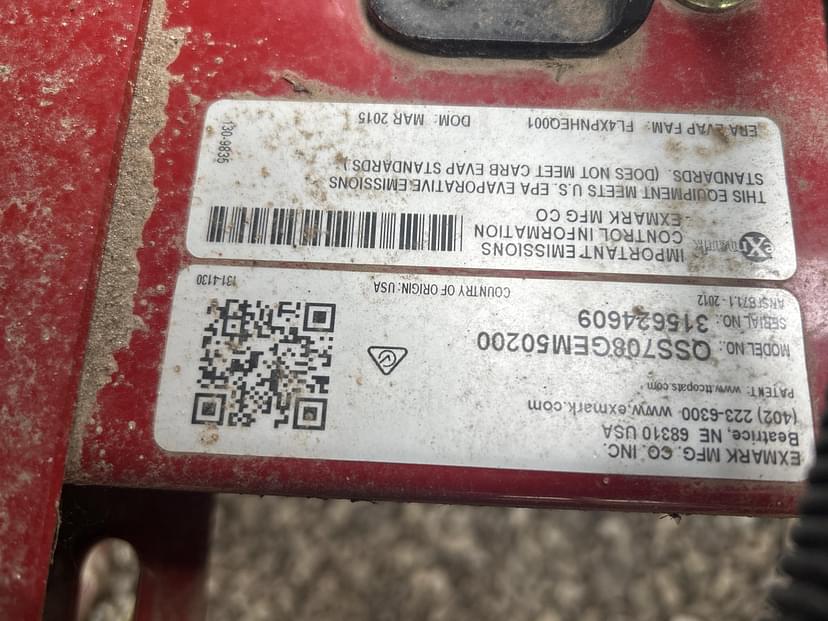 EXMARK MFG. CO. INC.
Beatrice, NE 68310 USA
(402) 223-6300 www.exmark.com
PATENT: www.ttcopats.com
MODEL NO.: QSS708GEM50200
SERIAL NO.: 315624609
ANSI B71.1 - 2012
COUNTRY OF ORIGIN: USA
131-4130
eXmark
IMPORTANT EMISSIONS
CONTROL INFORMATION
EXMARK MFG CO
THIS EQUIPMENT MEETS U.S. EPA EVAPORATIVE EMISSIONS
STANDARDS. (DOES NOT MEET CARB EVAP STANDARDS.)
EVAP FAM: FL4XPNHEQ001
DOM: MAR 2015
130-9835